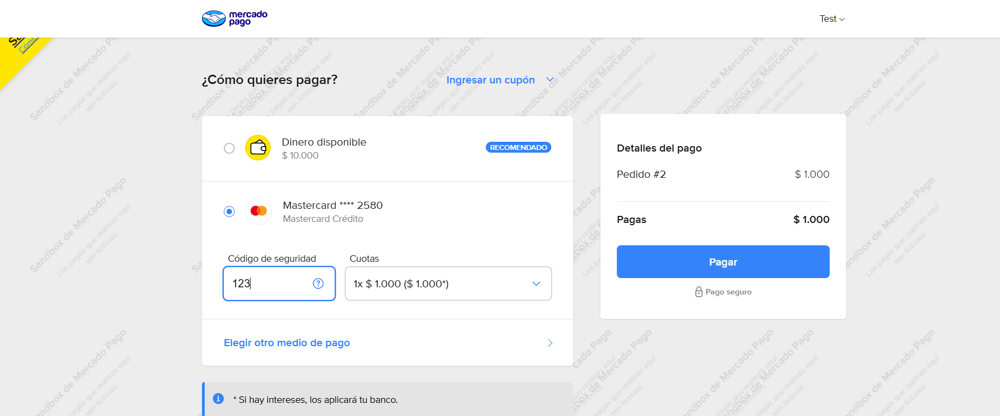 mercado
pago
Test
Cómo
¿Cómo quieres pagar?
Ingresar un cupón
Dinero disponible
$ 10.000
RECOMENDADO
Mastercard **** 2580
Mastercard Crédito
Código de seguridad
Cuotas
123
1x $ 1.000 ($ 1.000*)
Elegir otro medio de pago
* Si hay intereses, los aplicará tu banco.
Detalles del pago
Pedido #2
$ 1.000
Pagas
$ 1.000
Pagar
Pago seguro
Sandbox de Mercado Pago
Los pagos que realices aquí
son ficticios.